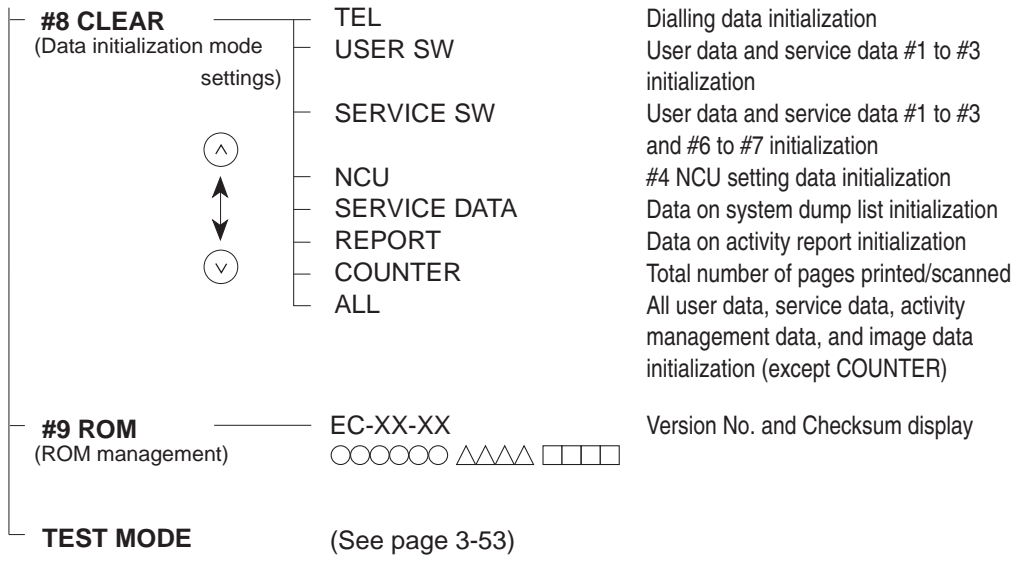 #8 CLEAR TEL Dialling data initialization
(Data initialization mode USER SW User data and service data #1 to #3
settings) initialization
SERVICE SW User data and service data #1 to #3
and #6 to #7 initialization
NCU #4 NCU setting data initialization
SERVICE DATA Data on system dump list initialization
REPORT Data on activity report initialization
COUNTER Total number of pages printed/scanned
ALL All user data, service data, activity
management data, and image data
initialization (except COUNTER)
#9 ROM EC-XX-XX Version No. and Checksum display
(ROM management) ○○○○○○ △△△△ □□□□
TEST MODE (See page 3-53)